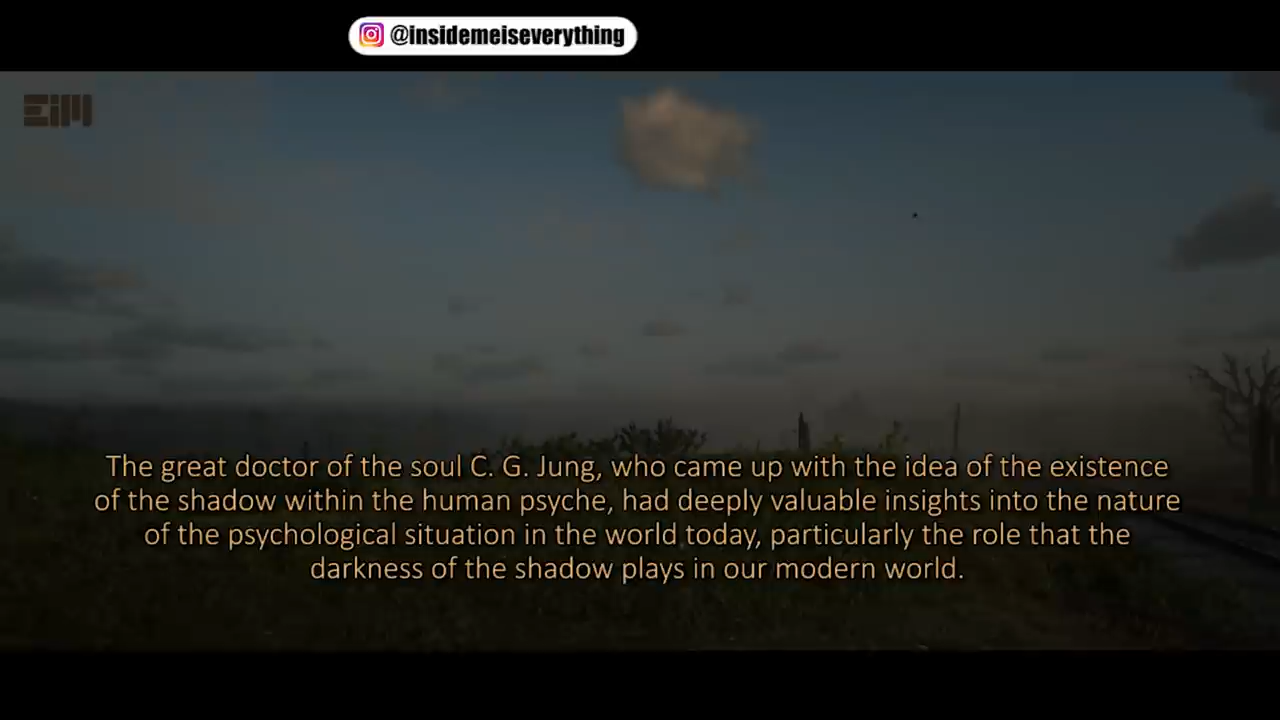 @insidemeiseverything
EiM
The great doctor of the soul C. G. Jung, who came up with the idea of the existence
of the shadow within the human psyche, had deeply valuable insights into the nature
of the psychological situation in the world today, particularly the role that the
darkness of the shadow plays in our modern world.